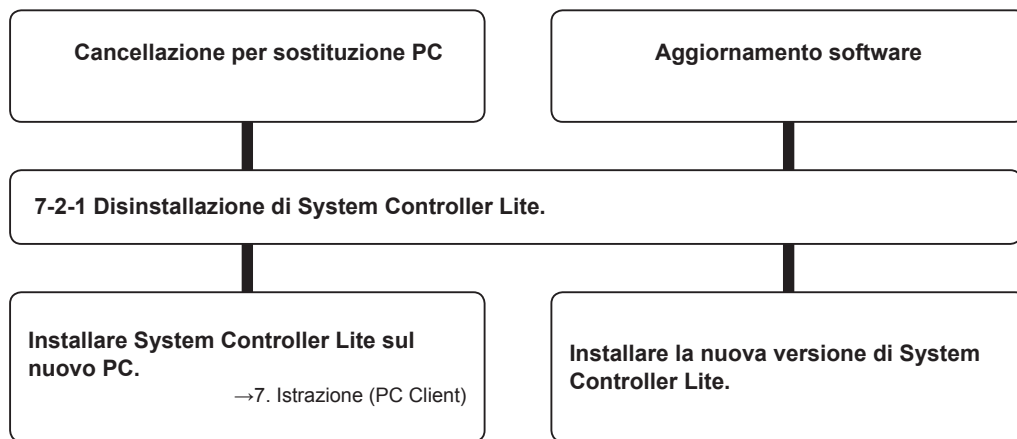 Cancellazione per sostituzione PC
Aggiornamento software
7-2-1 Disinstallazione di System Controller Lite.
Installare System Controller Lite sul
nuovo PC.
→7. Istrazione (PC Client)
Installare la nuova versione di System
Controller Lite.